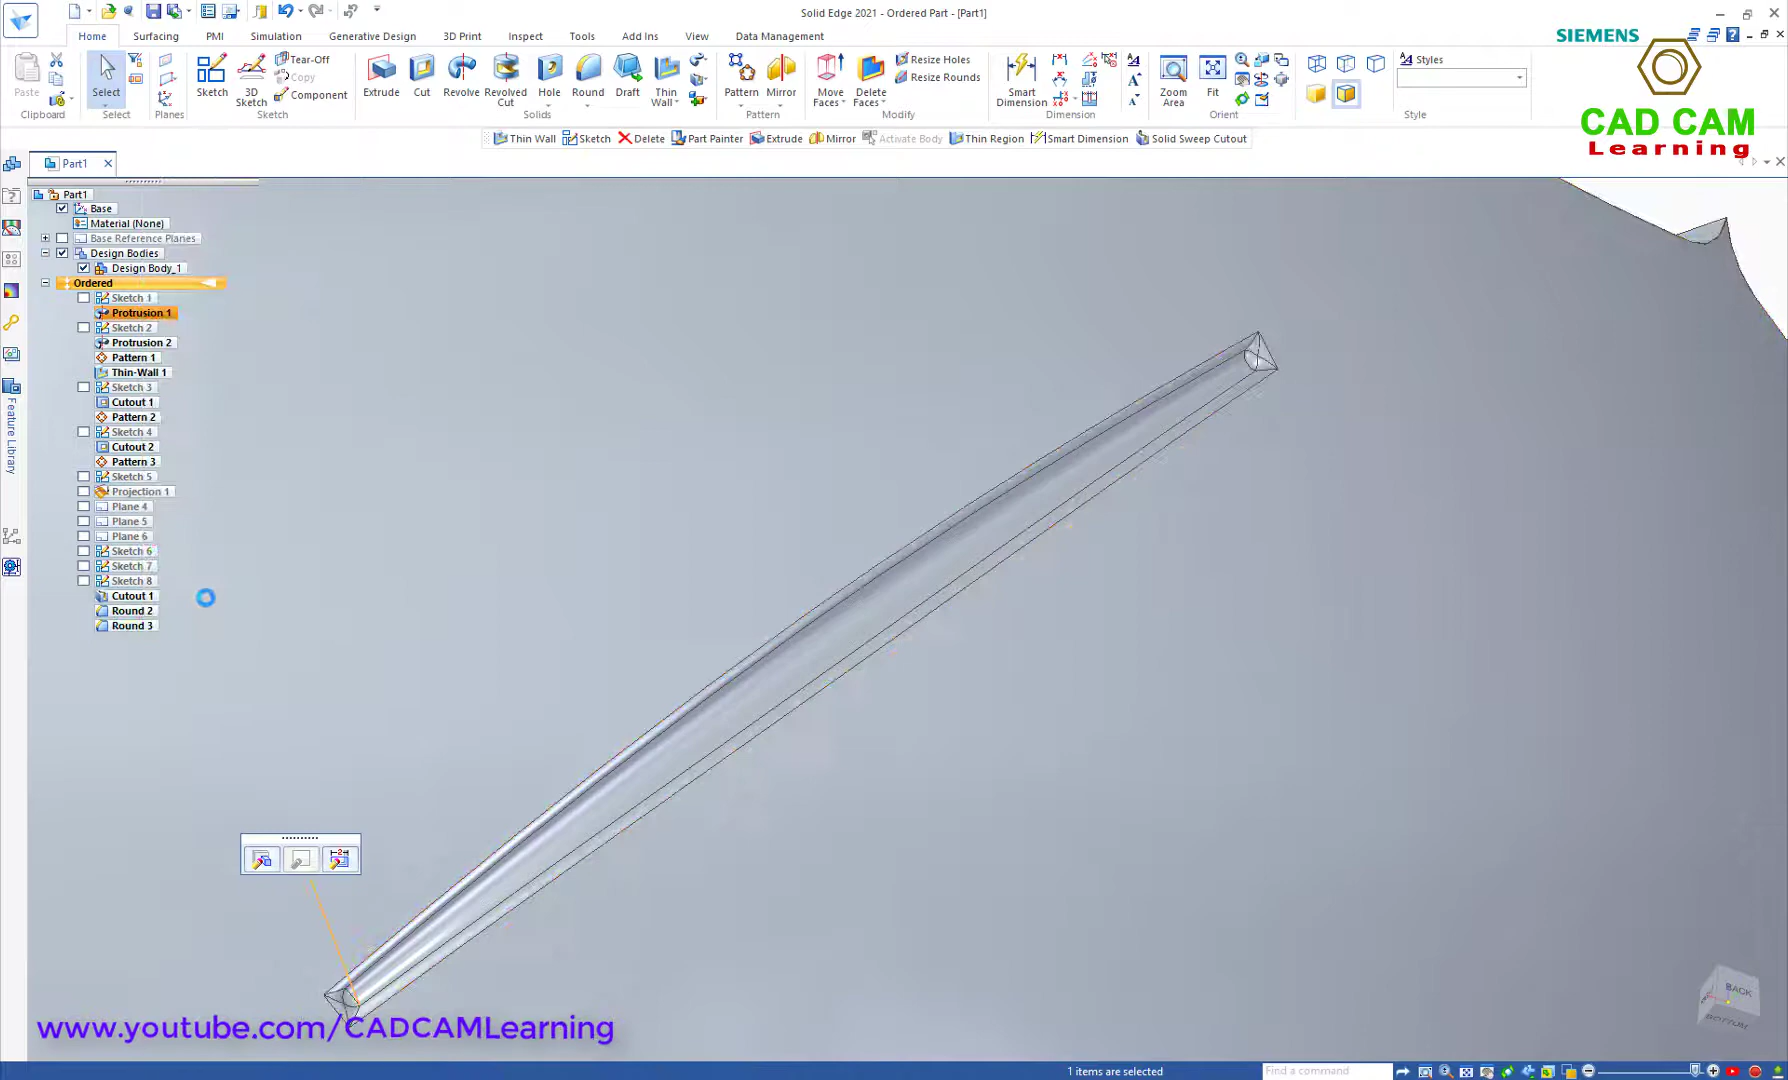 Solid Edge 2021 - Ordered Part - [Part1]
Home Surfacing PMI Simulation Generative Design 3D Print Inspect Tools Add Ins View Data Management
SIEMENS
Paste
Clipboard
Select
Select
Planes
Sketch
3D Sketch
Tear-Off
Copy
Component
Sketch
Extrude
Cut
Revolve
Revolved Cut
Hole
Round
Draft
Thin Wall
Solids
Pattern
Mirror
Pattern
Move Faces
Delete Faces
Resize Holes
Resize Rounds
Modify
Smart Dimension
Dimension
Zoom Area
Fit
Orient
Styles
Style
CAD CAM
Learning
Thin Wall Sketch Delete Part Painter Extrude Mirror Activate Body Thin Region Smart Dimension Solid Sweep Cutout
Part1
Part1
Base
Material (None)
Base Reference Planes
Design Bodies
Design Body_1
Ordered
Sketch 1
Protrusion 1
Sketch 2
Protrusion 2
Pattern 1
Thin-Wall 1
Sketch 3
Cutout 1
Pattern 2
Sketch 4
Cutout 2
Pattern 3
Sketch 5
Projection 1
Plane 4
Plane 5
Plane 6
Sketch 6
Sketch 7
Sketch 8
Cutout 1
Round 2
Round 3
Feature Library
BACK
BOTTOM
www.youtube.com/CADCAMLearning
1 items are selected
Find a command